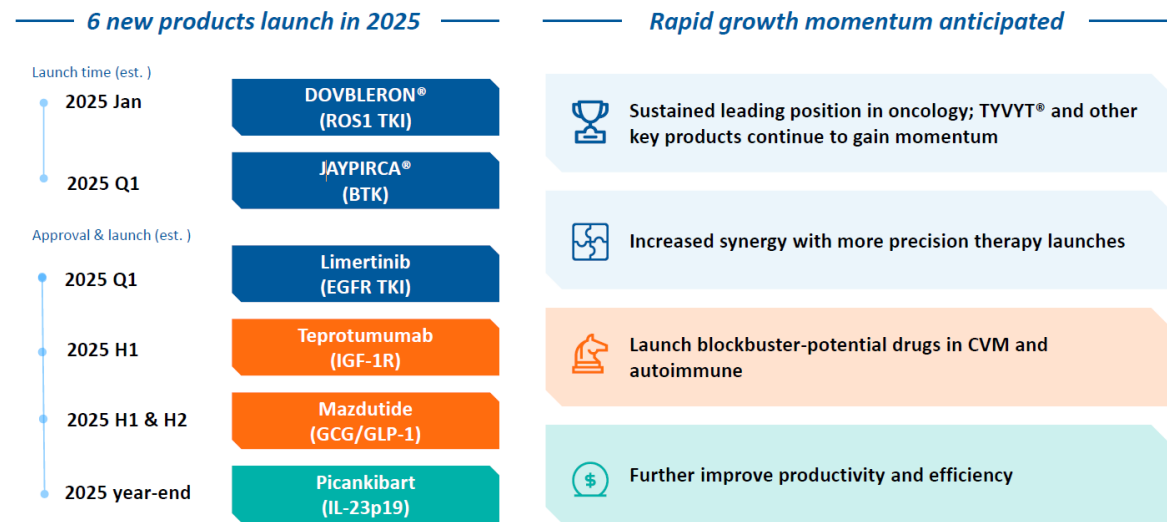 6 new products launch in 2025
Launch time (est. )
2025 Jan
DOVBLERON®
(ROS1 TKI)
2025 Q1
JAYPIRCA®
(BTK)
Approval & launch (est. )
2025 Q1
Limertinib
(EGFR TKI)
2025 H1
Teprotumumab
(IGF-1R)
2025 H1 & H2
Mazdutide
(GCG/GLP-1)
2025 year-end
Picankibart
(IL-23p19)
Rapid growth momentum anticipated
Sustained leading position in oncology; TYVYT® and other
key products continue to gain momentum
Increased synergy with more precision therapy launches
Launch blockbuster-potential drugs in CVM and
autoimmune
$
Further improve productivity and efficiency